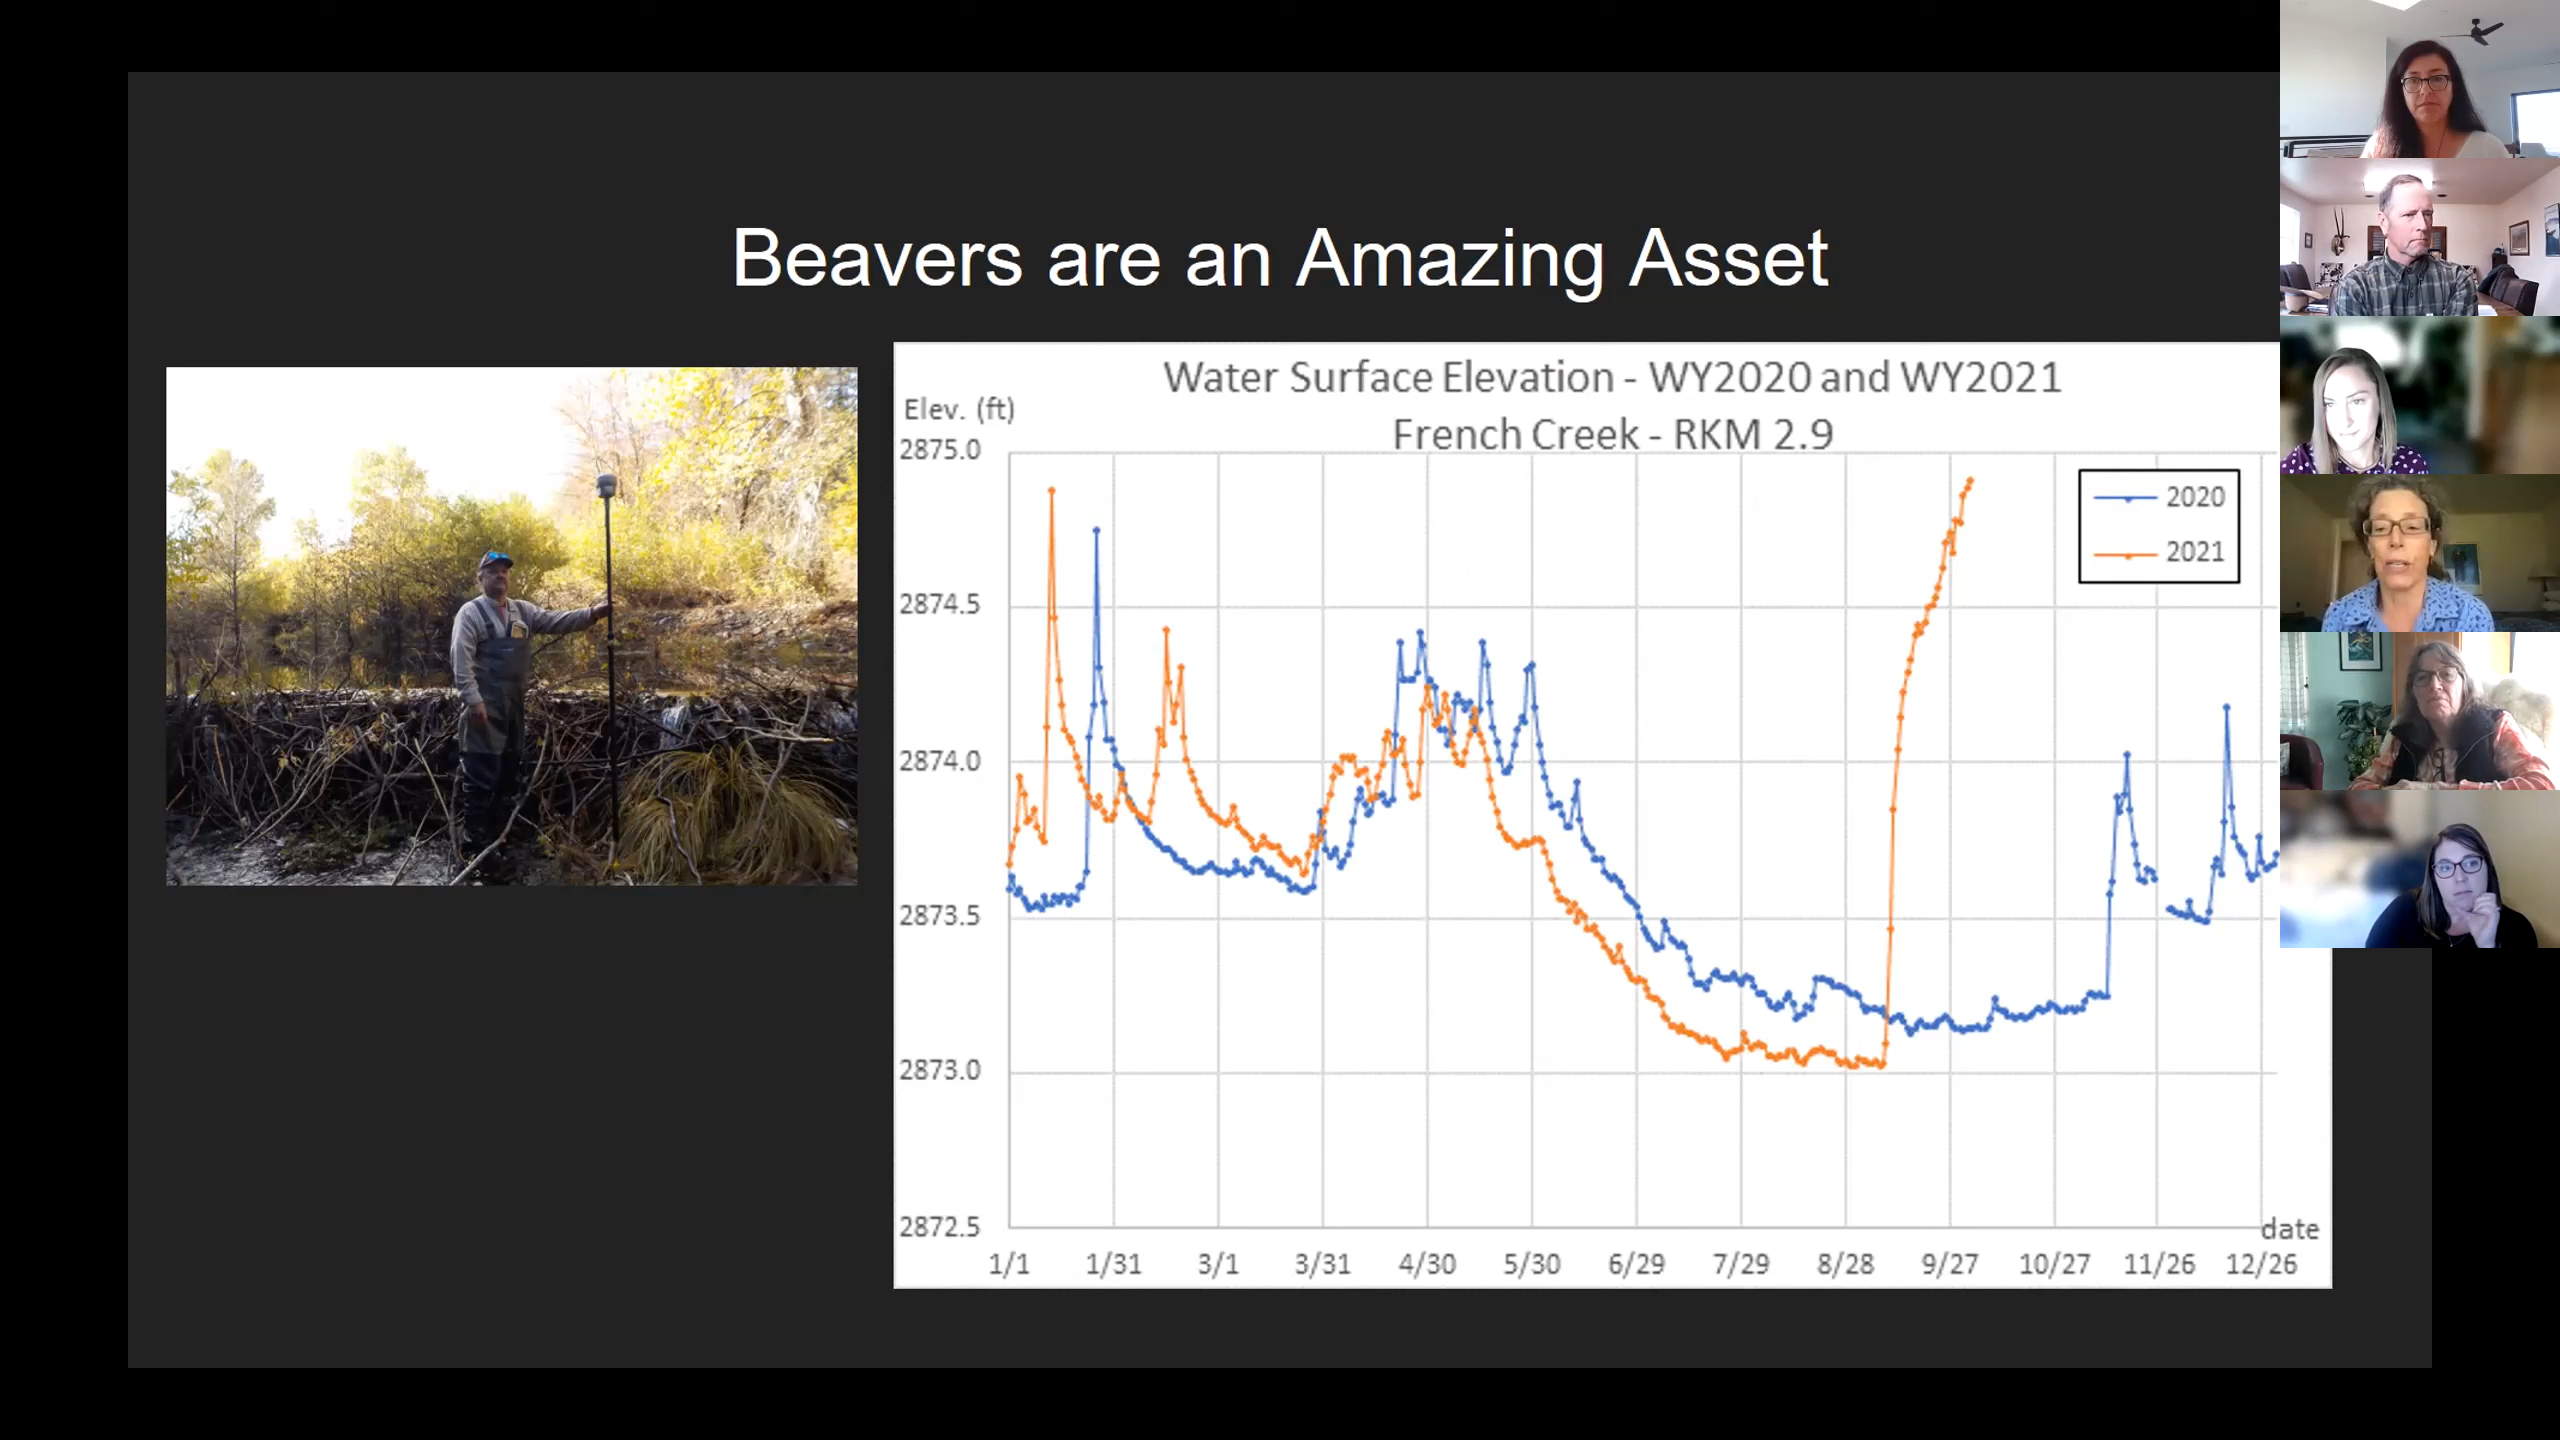 Beavers are an Amazing Asset
Water Surface Elevation - WY2020 and WY2021
French Creek - RKM 2.9
Elev. (ft)
2875.0
2874.5
2874.0
2873.5
2873.0
2872.5
2020
2021
date
1/1 1/31 3/1 3/31 4/30 5/30 6/29 7/29 8/28 9/27 10/27 11/26 12/26